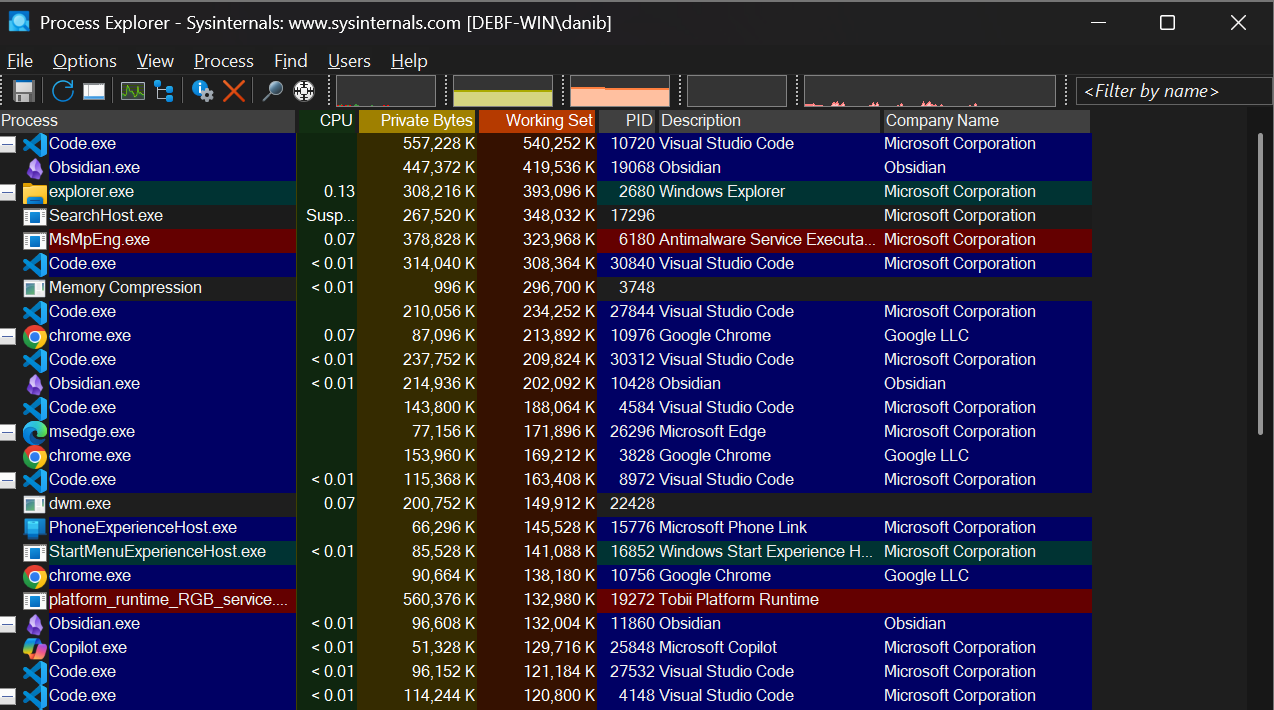 Process Explorer - Sysinternals: www.sysinternals.com [DEBF-WIN\danib]
File Options View Process Find Users Help
<Filter by name>
Process CPU Private Bytes Working Set PID Description Company Name
Code.exe 557,228 K 540,252 K 10720 Visual Studio Code Microsoft Corporation
Obsidian.exe 447,372 K 419,536 K 19068 Obsidian Obsidian
explorer.exe 0.13 308,216 K 393,096 K 2680 Windows Explorer Microsoft Corporation
SearchHost.exe Susp... 267,520 K 348,032 K 17296 Microsoft Corporation
MsMpEng.exe 0.07 378,828 K 323,968 K 6180 Antimalware Service Executa... Microsoft Corporation
Code.exe < 0.01 314,040 K 308,364 K 30840 Visual Studio Code Microsoft Corporation
Memory Compression < 0.01 996 K 296,700 K 3748
Code.exe 210,056 K 234,252 K 27844 Visual Studio Code Microsoft Corporation
chrome.exe 0.07 87,096 K 213,892 K 10976 Google Chrome Google LLC
Code.exe < 0.01 237,752 K 209,824 K 30312 Visual Studio Code Microsoft Corporation
Obsidian.exe < 0.01 214,936 K 202,092 K 10428 Obsidian Obsidian
Code.exe 143,800 K 188,064 K 4584 Visual Studio Code Microsoft Corporation
msedge.exe 77,156 K 171,896 K 26296 Microsoft Edge Microsoft Corporation
chrome.exe 153,960 K 169,212 K 3828 Google Chrome Google LLC
Code.exe < 0.01 115,368 K 163,408 K 8972 Visual Studio Code Microsoft Corporation
dwm.exe 0.07 200,752 K 149,912 K 22428
PhoneExperienceHost.exe 66,296 K 145,528 K 15776 Microsoft Phone Link Microsoft Corporation
StartMenuExperienceHost.exe < 0.01 85,528 K 141,088 K 16852 Windows Start Experience H... Microsoft Corporation
chrome.exe 90,664 K 138,180 K 10756 Google Chrome Google LLC
platform_runtime_RGB_service.... 560,376 K 132,980 K 19272 Tobii Platform Runtime
Obsidian.exe < 0.01 96,608 K 132,004 K 11860 Obsidian Obsidian
Copilot.exe < 0.01 51,328 K 129,716 K 25848 Microsoft Copilot Microsoft Corporation
Code.exe < 0.01 96,152 K 121,184 K 27532 Visual Studio Code Microsoft Corporation
Code.exe < 0.01 114,244 K 120,800 K 4148 Visual Studio Code Microsoft Corporation